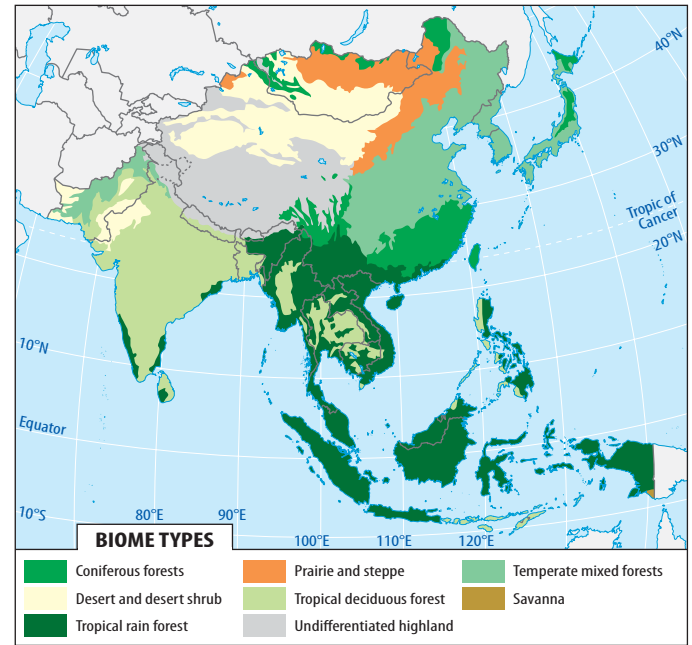 40°N
30°N
Tropic of
Cancer
20°N
10°N
Equator
10°S
80°E
90°E
100°E
110°E
120°E
BIOME TYPES
Coniferous forests
Prairie and steppe
Temperate mixed forests
Desert and desert shrub
Tropical deciduous forest
Savanna
Tropical rain forest
Undifferentiated highland